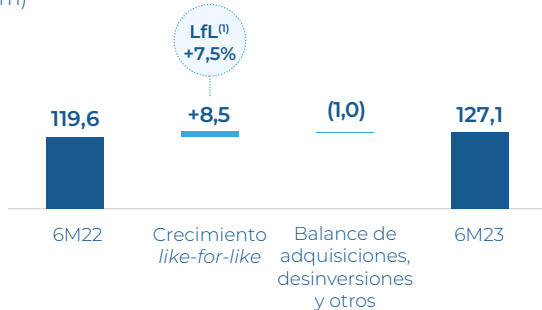 LfL(1)
+7,5%
119,6
+8,5
(1,0)
127,1
6M22
Crecimiento
like-for-like
Balance de
adquisiciones,
desinversiones
y otros
6M23